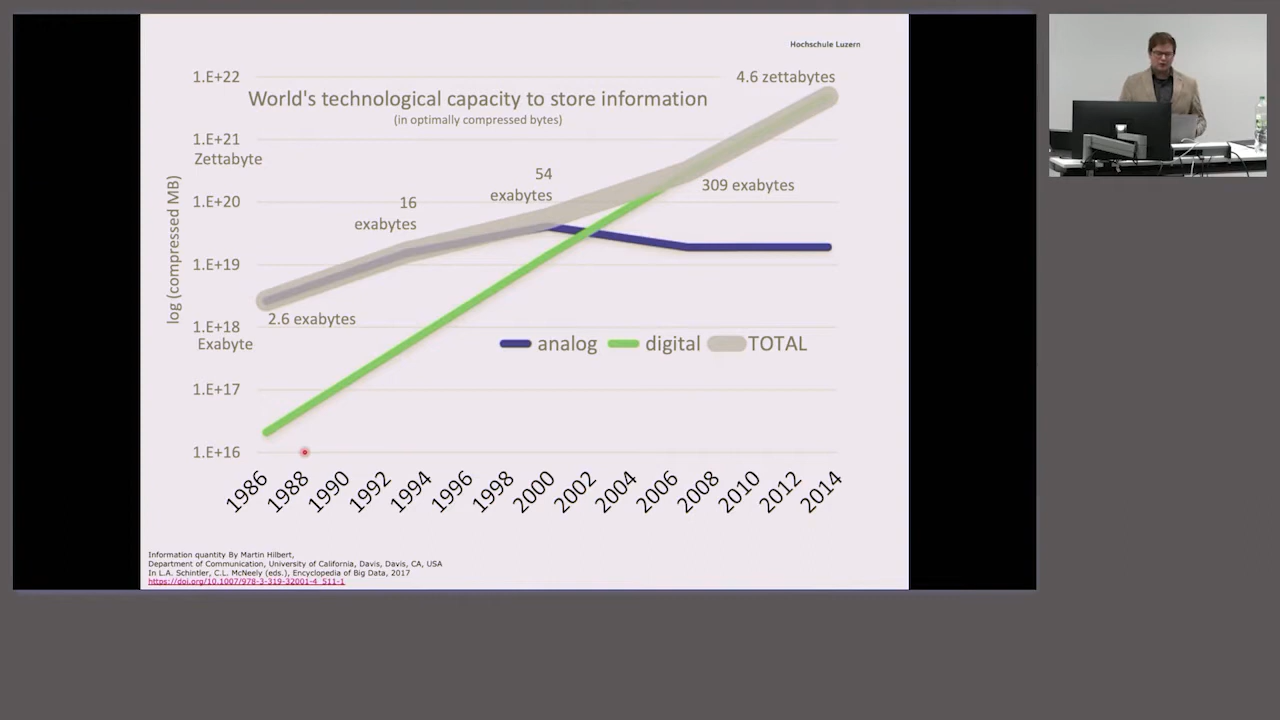 Hochschule Luzern
1.E+22
4.6 zettabytes
World's technological capacity to store information
(in optimally compressed bytes)
1.E+21
Zettabyte
54
exabytes
309 exabytes
16
exabytes
1.E+20
log (compressed MB)
1.E+19
2.6 exabytes
1.E+18
Exabyte
analog
digital
TOTAL
1.E+17
1.E+16
1986
1988
1990
1992
1994
1996
1998
2000
2002
2004
2006
2008
2010
2012
2014
Information quantity By Martin Hilbert,
Department of Communication, University of California, Davis, Davis, CA, USA
In L.A. Schintler, C.L. McNeely (eds.), Encyclopedia of Big Data, 2017
https://doi.org/10.1007/978-3-319-32001-4_511-1